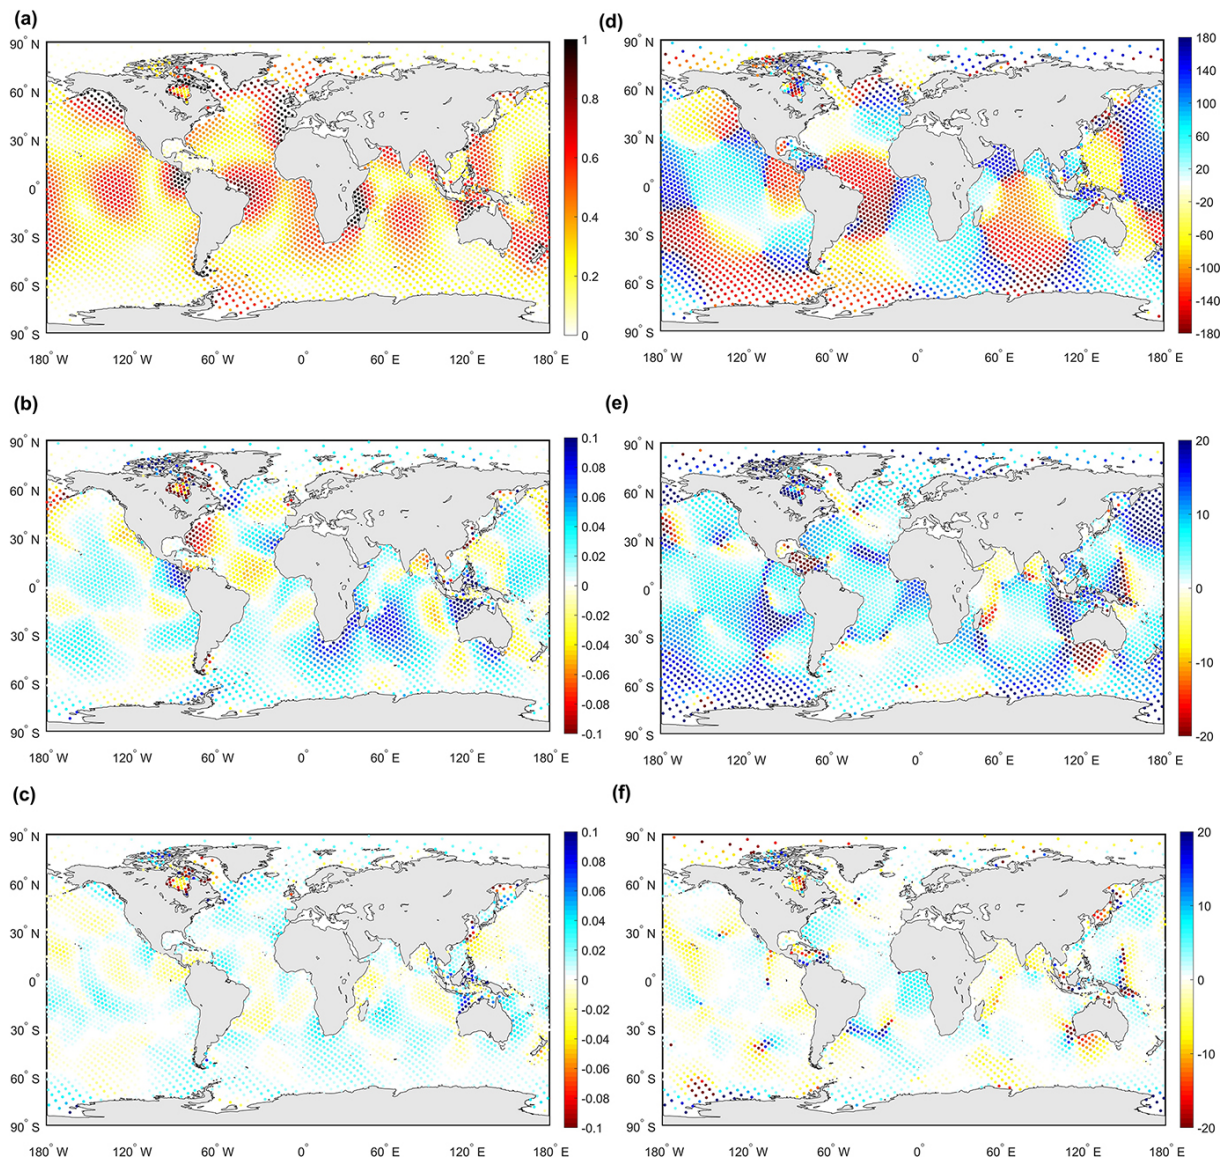 (a)
90° N
60° N
30° N
0°
30° S
60° S
90° S
180° W 120° W 60° W 0° 60° E 120° E 180° E
1
0.8
0.6
0.4
0.2
0
(d)
90° N
60° N
30° N
0°
30° S
60° S
90° S
180° W 120° W 60° W 0° 60° E 120° E 180° E
180
140
100
60
20
-20
-60
-100
-140
-180
(b)
90° N
60° N
30° N
0°
30° S
60° S
90° S
180° W 120° W 60° W 0° 60° E 120° E 180° E
0.1
0.08
0.06
0.04
0.02
0
-0.02
-0.04
-0.06
-0.08
-0.1
(e)
90° N
60° N
30° N
0°
30° S
60° S
90° S
180° W 120° W 60° W 0° 60° E 120° E 180° E
20
10
0
-10
-20
(c)
90° N
60° N
30° N
0°
30° S
60° S
90° S
180° W 120° W 60° W 0° 60° E 120° E 180° E
0.1
0.08
0.06
0.04
0.02
0
-0.02
-0.04
-0.06
-0.08
-0.1
(f)
90° N
60° N
30° N
0°
30° S
60° S
90° S
180° W 120° W 60° W 0° 60° E 120° E 180° E
20
10
0
-10
-20